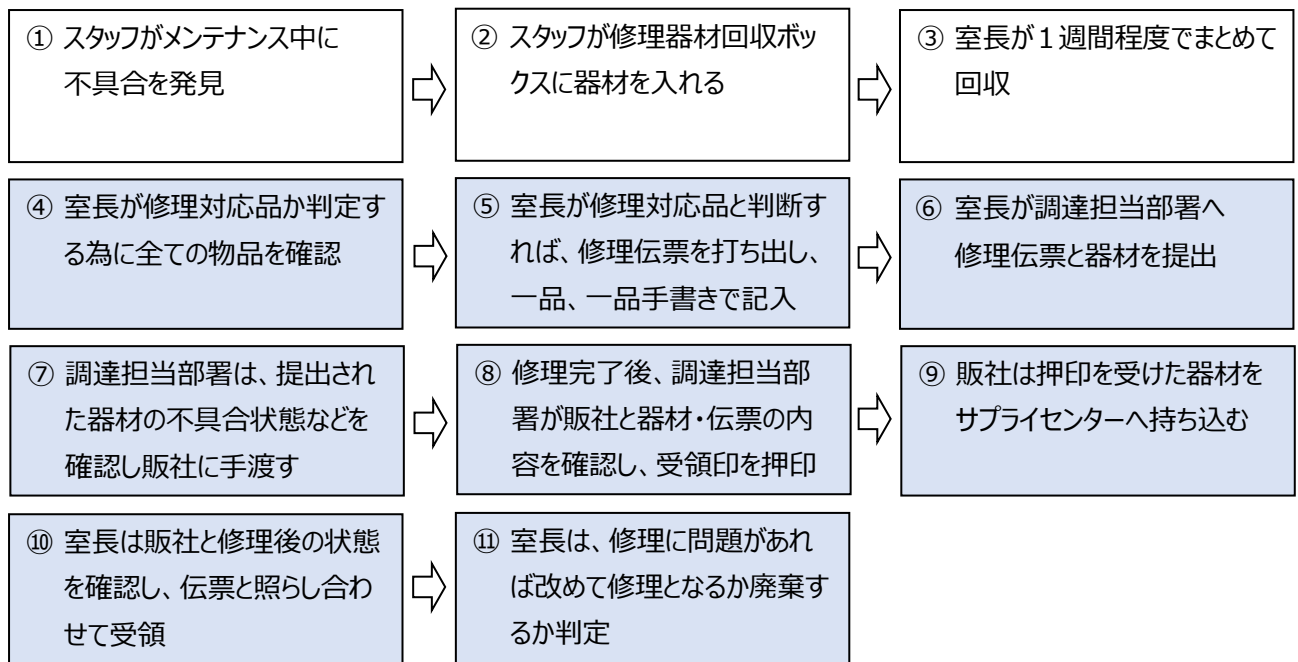 ① スタッフがメンテナンス中に
不具合を発見
② スタッフが修理器材回収ボッ
クスに器材を入れる
③ 室長が１週間程度でまとめて
回収
④ 室長が修理対応品か判定す
る為に全ての物品を確認
⑤ 室長が修理対応品と判断す
れば、修理伝票を打ち出し、
一品、一品手書きで記入
⑥ 室長が調達担当部署へ
修理伝票と器材を提出
⑦ 調達担当部署は、提出され
た器材の不具合状態などを
確認し販社に手渡す
⑧ 修理完了後、調達担当部
署が販社と器材・伝票の内
容を確認し、受領印を押印
⑨ 販社は押印を受けた器材を
サプライセンターへ持ち込む
⑩ 室長は販社と修理後の状態
を確認し、伝票と照らし合わ
せて受領
⑪ 室長は、修理に問題があれ
ば改めて修理となるか廃棄す
るか判定